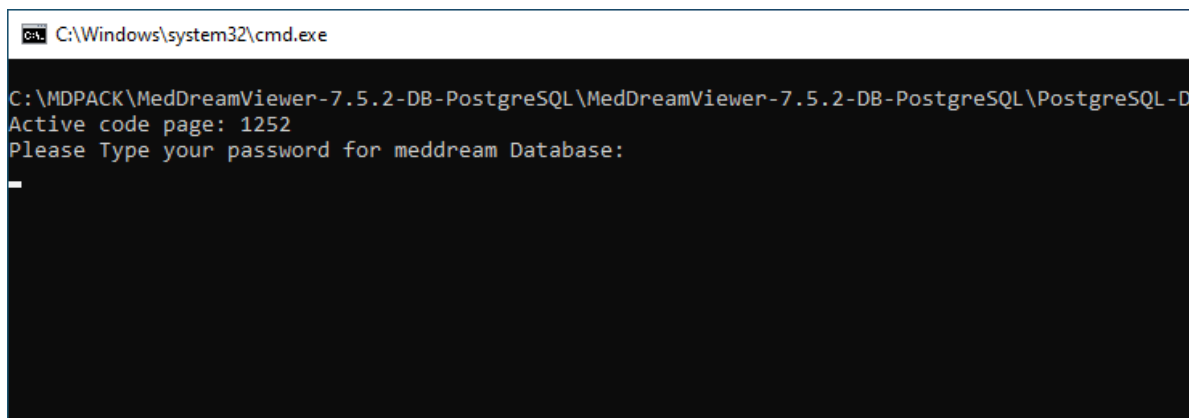 C:\Windows\system32\cmd.exe
C:\MDPACK\MedDreamViewer-7.5.2-DB-PostgreSQL\MedDreamViewer-7.5.2-DB-PostgreSQL\PostgreSQL-D
Active code page: 1252
Please Type your password for meddream Database: